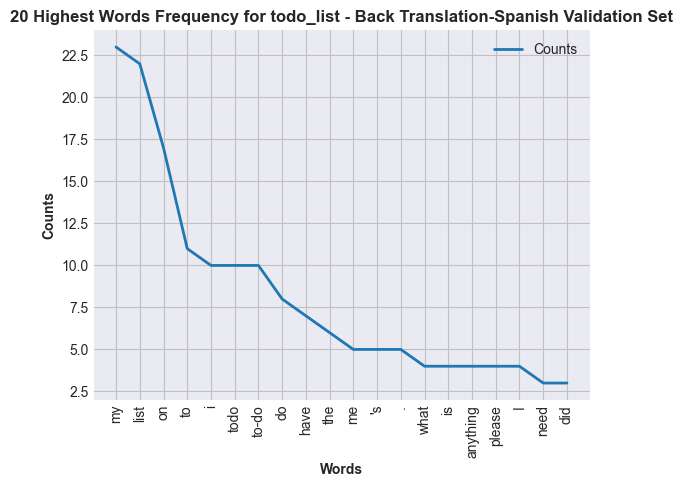 20 Highest Words Frequency for todo_list - Back Translation-Spanish Validation Set
Counts
22.5
20.0
17.5
15.0
12.5
10.0
7.5
5.0
2.5
Counts
my
list
on
to
i
todo
to-do
do
have
the
me
's
.
what
is
anything
please
I
need
did
Words